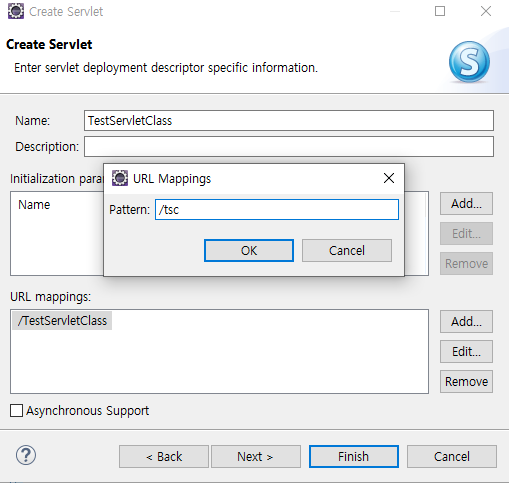 Create Servlet
Create Servlet
Enter servlet deployment descriptor specific information.
S
Name: TestServletClass
Description:
Initialization para
Name
Add...
Edit...
Remove
URL Mappings
Pattern: /tsc
OK Cancel
URL mappings:
/TestServletClass
Add...
Edit...
Remove
Asynchronous Support
? < Back Next > Finish Cancel